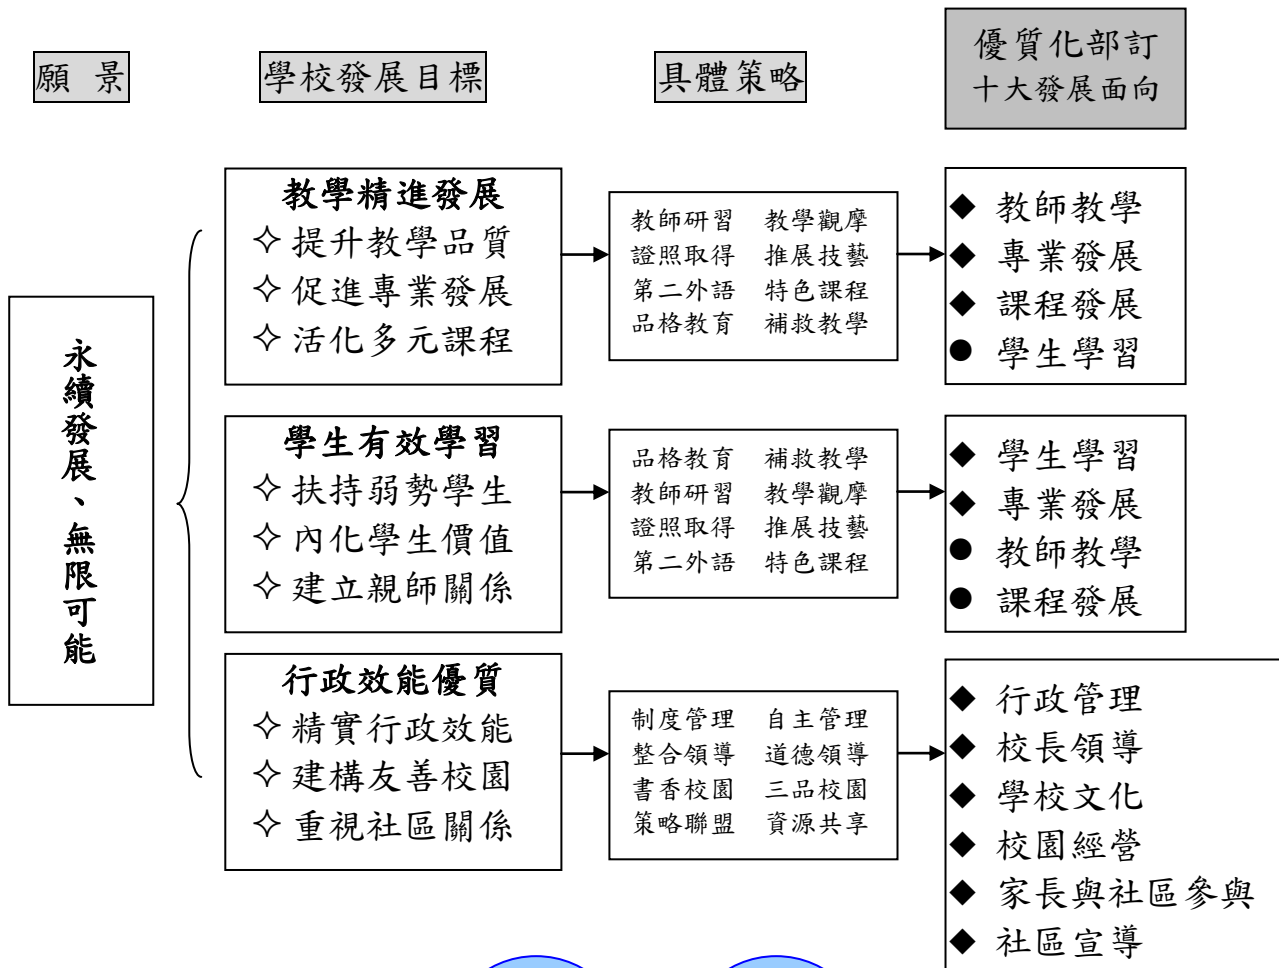 願 景
學校發展目標
具體策略
優質化部訂
十大發展面向
永續發展、無限可能
教學精進發展
✧ 提升教學品質
✧ 促進專業發展
✧ 活化多元課程
教師研習 教學觀摩
證照取得 推展技藝
第二外語 特色課程
品格教育 補救教學
◆ 教師教學
◆ 專業發展
◆ 課程發展
● 學生學習
學生有效學習
✧ 扶持弱勢學生
✧ 內化學生價值
✧ 建立親師關係
品格教育 補救教學
教師研習 教學觀摩
證照取得 推展技藝
第二外語 特色課程
◆ 學生學習
◆ 專業發展
● 教師教學
● 課程發展
行政效能優質
✧ 精實行政效能
✧ 建構友善校園
✧ 重視社區關係
制度管理 自主管理
整合領導 道德領導
書香校園 三品校園
策略聯盟 資源共享
◆ 行政管理
◆ 校長領導
◆ 學校文化
◆ 校園經營
◆ 家長與社區參與
◆ 社區宣導